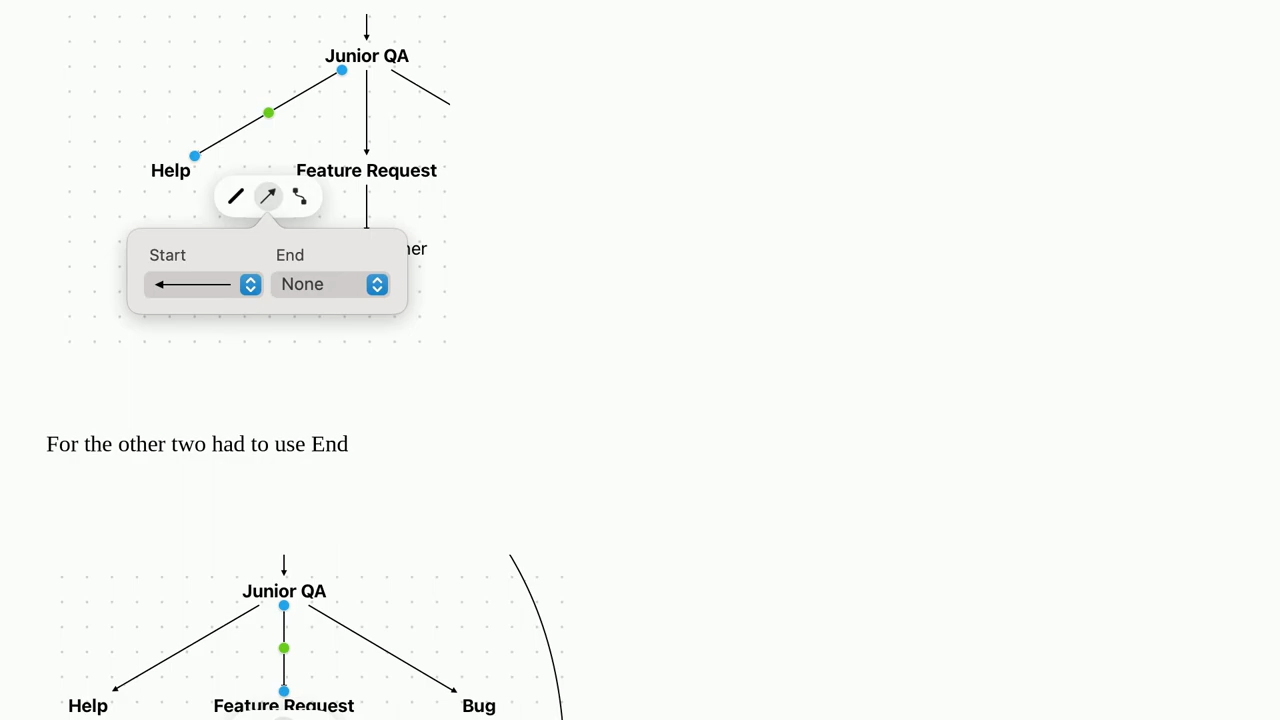 Junior QA
Help
Feature Request
Start
End
None
For the other two had to use End
Junior QA
Help
Feature Request
Bug